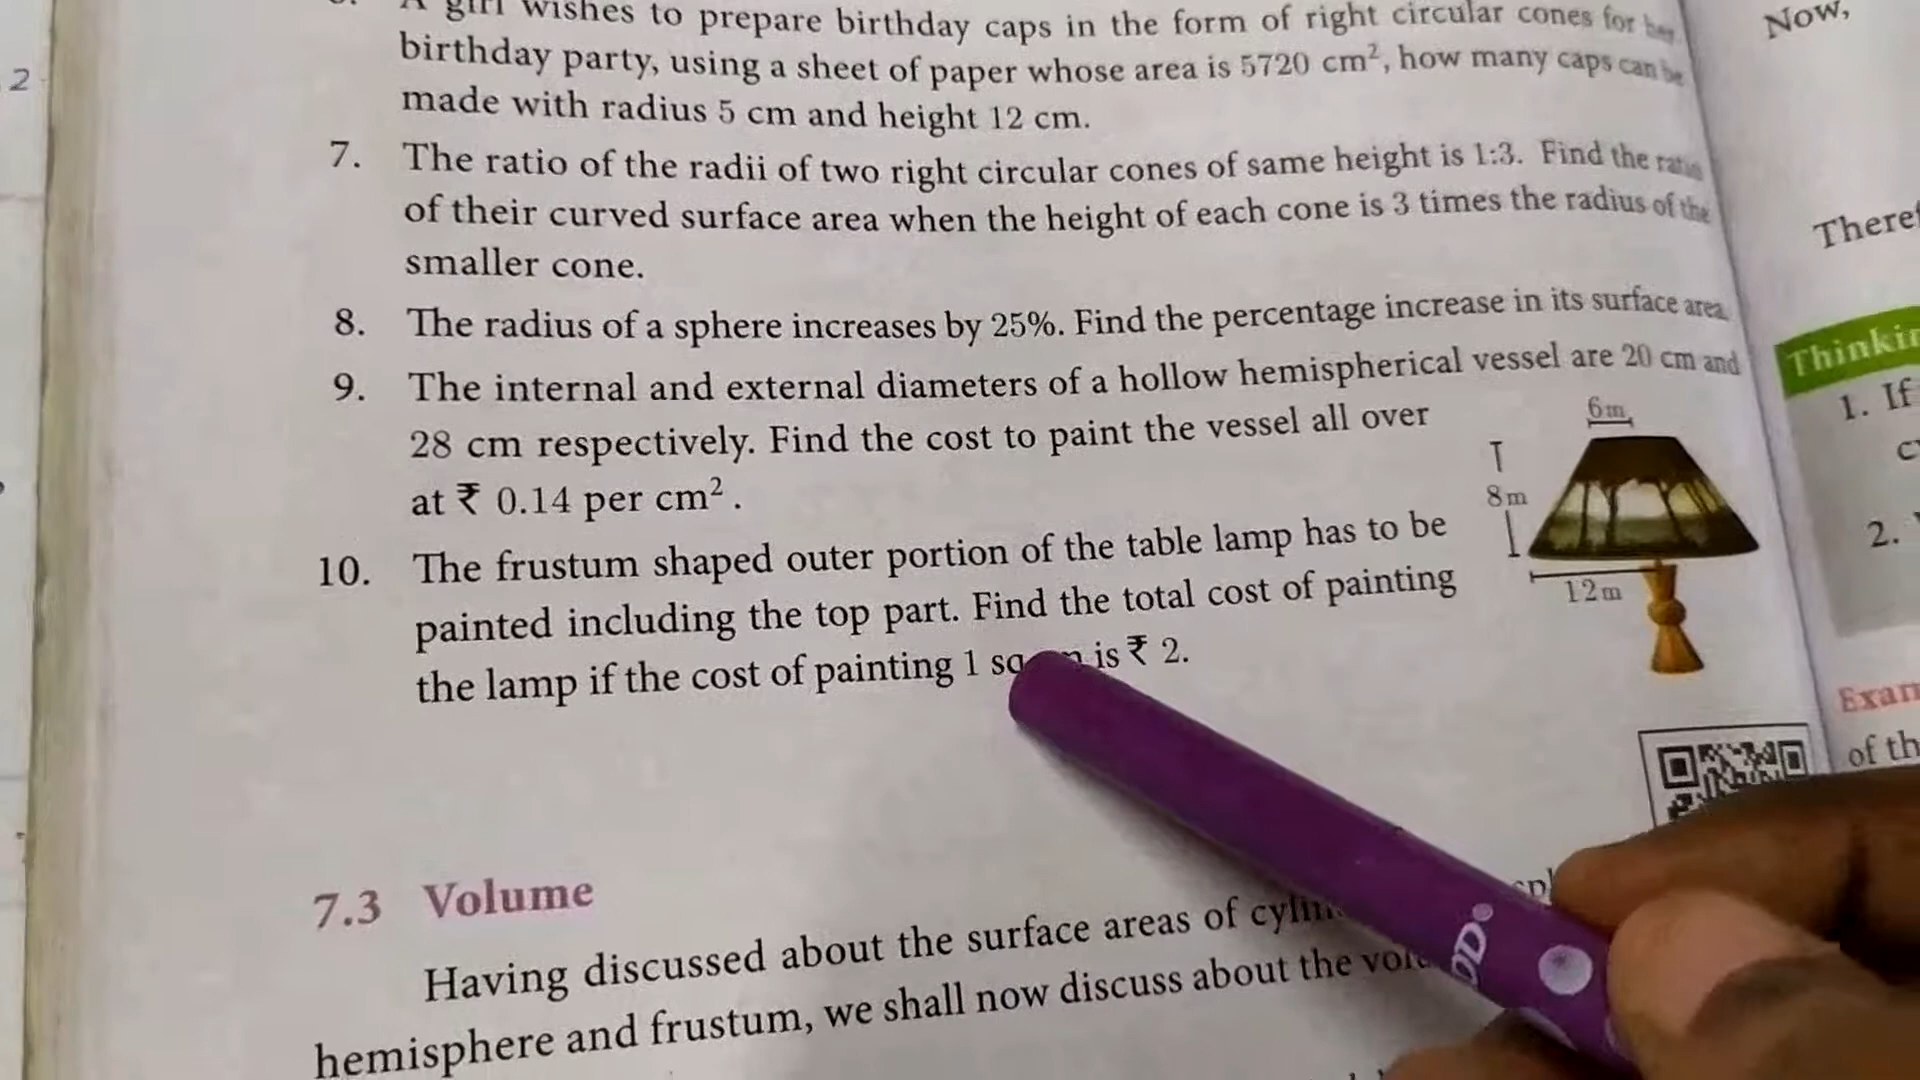 2
A girl wishes to prepare birthday caps in the form of right circular cones for her
birthday party, using a sheet of paper whose area is 5720 cm², how many caps can be
made with radius 5 cm and height 12 cm.
7. The ratio of the radii of two right circular cones of same height is 1:3. Find the ratio
of their curved surface area when the height of each cone is 3 times the radius of the
smaller cone.
8. The radius of a sphere increases by 25%. Find the percentage increase in its surface area.
9. The internal and external diameters of a hollow hemispherical vessel are 20 cm and
28 cm respectively. Find the cost to paint the vessel all over
at ₹ 0.14 per cm².
10. The frustum shaped outer portion of the table lamp has to be
painted including the top part. Find the total cost of painting
the lamp if the cost of painting 1 sq is ₹ 2.
6m
8m
12m
7.3 Volume
Having discussed about the surface areas of
hemisphere and frustum, we shall now discuss about the
DD
Now,
Theref
Thinkin
1. If
2.
Exam
of th